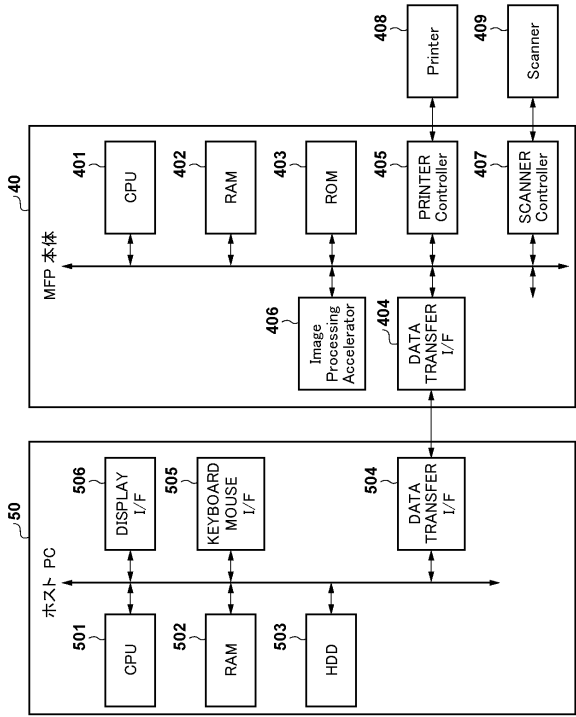 50
ホスト PC
501
CPU
502
RAM
503
HDD
506
DISPLAY
I/F
505
KEYBOARD
MOUSE
I/F
504
DATA
TRANSFER
I/F
40
MFP 本体
401
CPU
402
RAM
403
ROM
405
PRINTER
Controller
407
SCANNER
Controller
406
Image
Processing
Accelerator
404
DATA
TRANSFER
I/F
408
Printer
409
Scanner